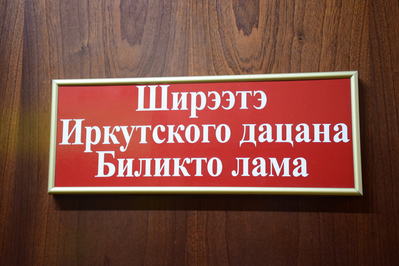 Ширээтэ
Иркутского дацана
Биликто лама